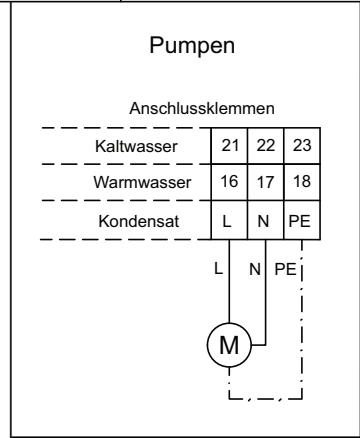 Pumpen
Anschlussklemmen
Kaltwasser 21 22 23
Warmwasser 16 17 18
Kondensat L N PE
L N PE
M